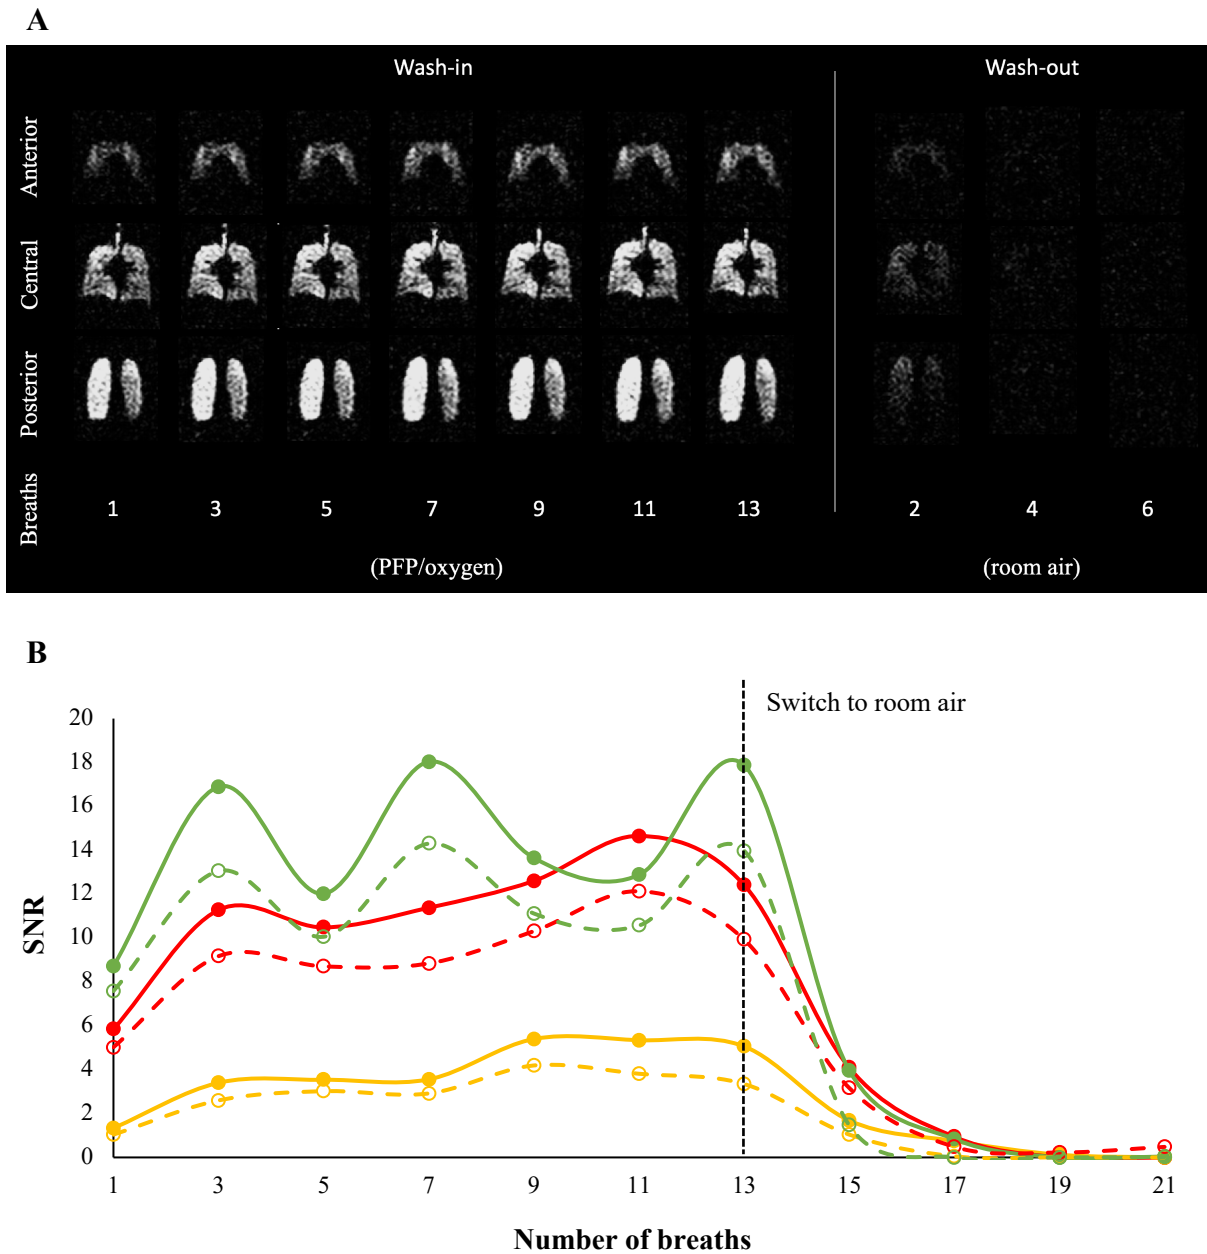 A
Wash-in Wash-out
Anterior
Central
Posterior
Breaths 1 3 5 7 9 11 13 2 4 6
(PFP/oxygen) (room air)
B
Switch to room air
20
18
16
14
12
10
8
6
4
2
0
SNR
1 3 5 7 9 11 13 15 17 19 21
Number of breaths